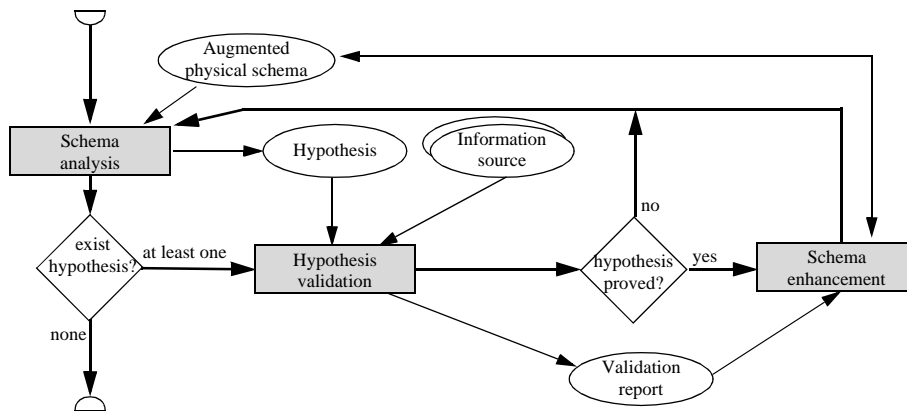 Augmented
physical schema
Schema
analysis
Hypothesis
Information
source
no
exist
hypothesis?
at least one
Hypothesis
validation
hypothesis
proved?
yes
Schema
enhancement
none
Validation
report